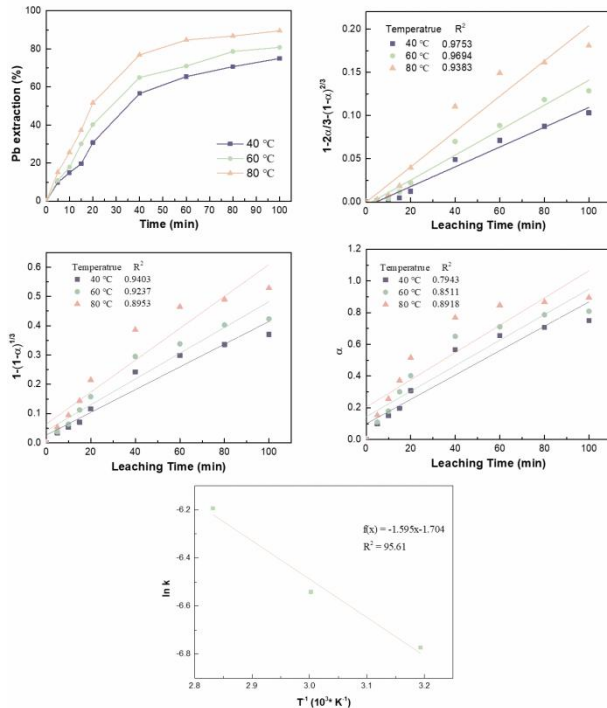 100
80
60
40
20
0
Pb extraction (%)
40 ℃
60 ℃
80 ℃
0 10 20 30 40 50 60 70 80 90 100
Time (min)
Temperatrue R²
40 ℃ 0.9753
60 ℃ 0.9694
80 ℃ 0.9383
0.20
0.15
0.10
0.05
0.00
1-2α/3-(1-α)^2/3
0 20 40 60 80 100
Leaching Time (min)
Temperatrue R²
40 ℃ 0.9403
60 ℃ 0.9237
80 ℃ 0.8953
0.6
0.5
0.4
0.3
0.2
0.1
0.0
1-(1-α)^1/3
0 20 40 60 80 100
Leaching Time (min)
Temperatrue R²
40 ℃ 0.7943
60 ℃ 0.8511
80 ℃ 0.8918
1.4
1.2
1.0
0.8
0.6
0.4
0.2
0.0
α
0 20 40 60 80 100
Leaching Time (min)
f(x) = -1.595x-1.704
R² = 95.61
-6.2
-6.4
-6.6
-6.8
ln k
2.8 2.9 3.0 3.1 3.2
T⁻¹ (10³* K⁻¹)